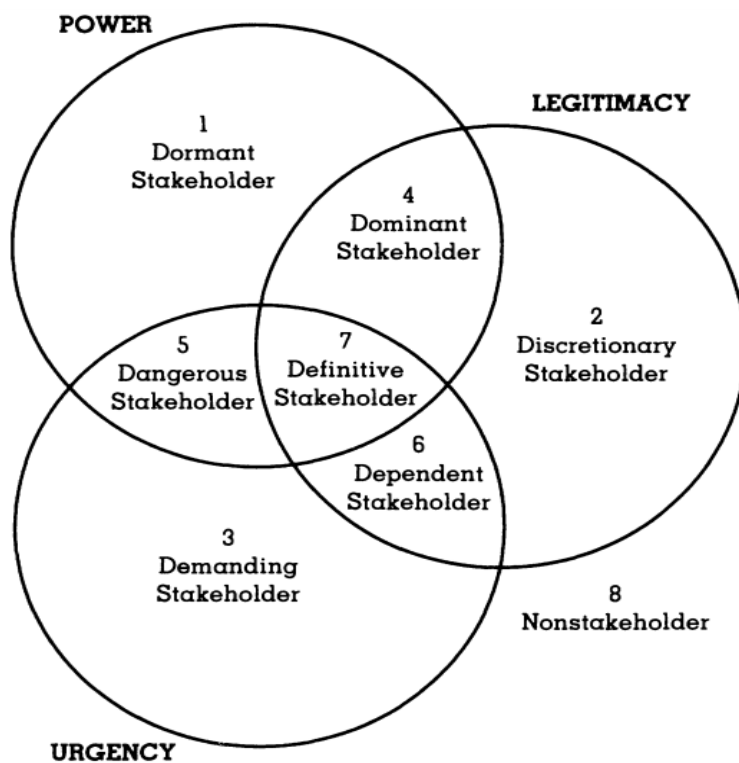 POWER
LEGITIMACY
1
Dormant
Stakeholder
4
Dominant
Stakeholder
2
Discretionary
Stakeholder
5
Dangerous
Stakeholder
7
Definitive
Stakeholder
6
Dependent
Stakeholder
3
Demanding
Stakeholder
8
Nonstakeholder
URGENCY